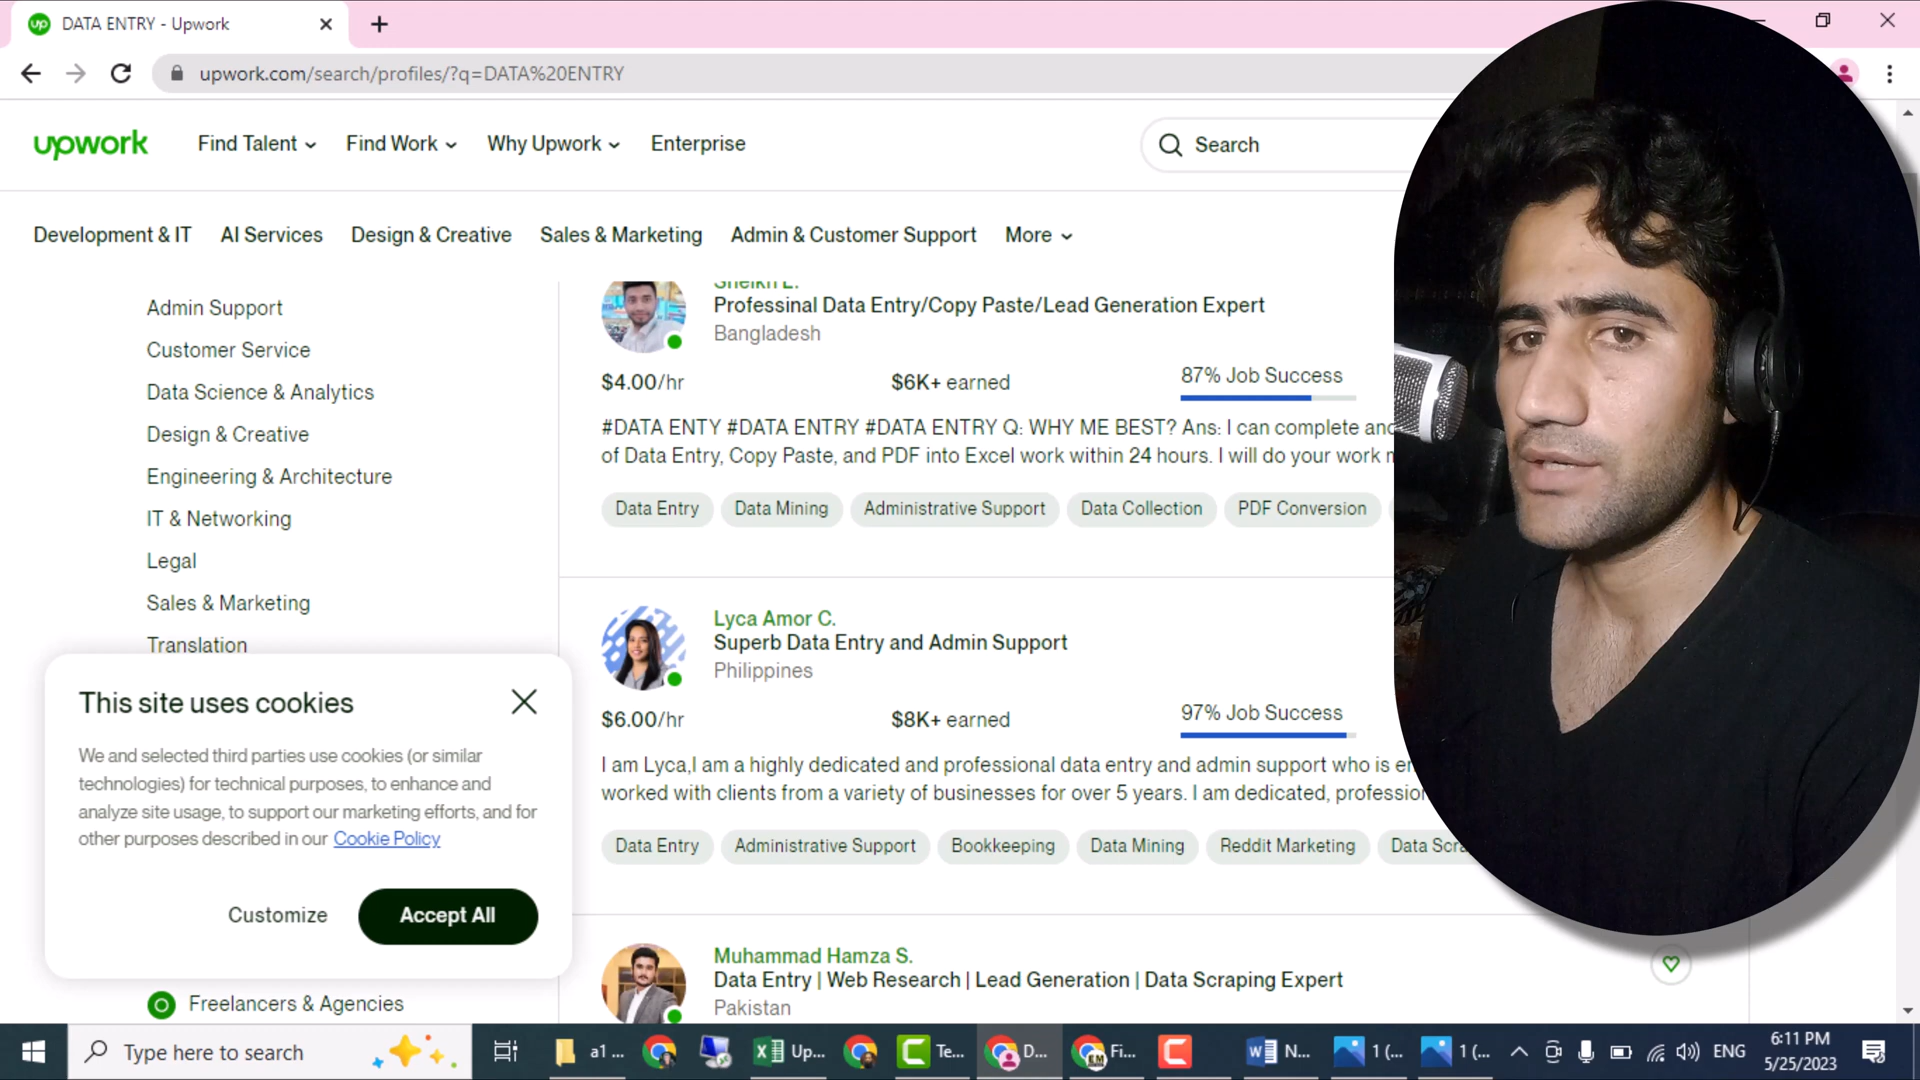 DATA ENTRY - Upwork
upwork.com/search/profiles/?q=DATA%20ENTRY
upwork Find Talent Find Work Why Upwork Enterprise Search
Development & IT AI Services Design & Creative Sales & Marketing Admin & Customer Support More
Admin Support
Customer Service
Data Science & Analytics
Design & Creative
Engineering & Architecture
IT & Networking
Legal
Sales & Marketing
Translation
This site uses cookies
We and selected third parties use cookies (or similar
technologies) for technical purposes, to enhance and
analyze site usage, to support our marketing efforts, and for
other purposes described in our Cookie Policy
Customize Accept All
Freelancers & Agencies
Sheikh L.
Professinal Data Entry/Copy Paste/Lead Generation Expert
Bangladesh
$4.00/hr $6K+ earned 87% Job Success
#DATA ENTY #DATA ENTRY #DATA ENTRY Q: WHY ME BEST? Ans: I can complete
of Data Entry, Copy Paste, and PDF into Excel work within 24 hours. I will do your work
Data Entry Data Mining Administrative Support Data Collection PDF Conversion
Lyca Amor C.
Superb Data Entry and Admin Support
Philippines
$6.00/hr $8K+ earned 97% Job Success
I am Lyca,I am a highly dedicated and professional data entry and admin support who is
worked with clients from a variety of businesses for over 5 years. I am dedicated,
Data Entry Administrative Support Bookkeeping Data Mining Reddit Marketing Data
Muhammad Hamza S.
Data Entry | Web Research | Lead Generation | Data Scraping Expert
Pakistan
Type here to search a1 ... Up... Te... D... Fi... N... 1 (... 1 (... ENG 6:11 PM
5/25/2023